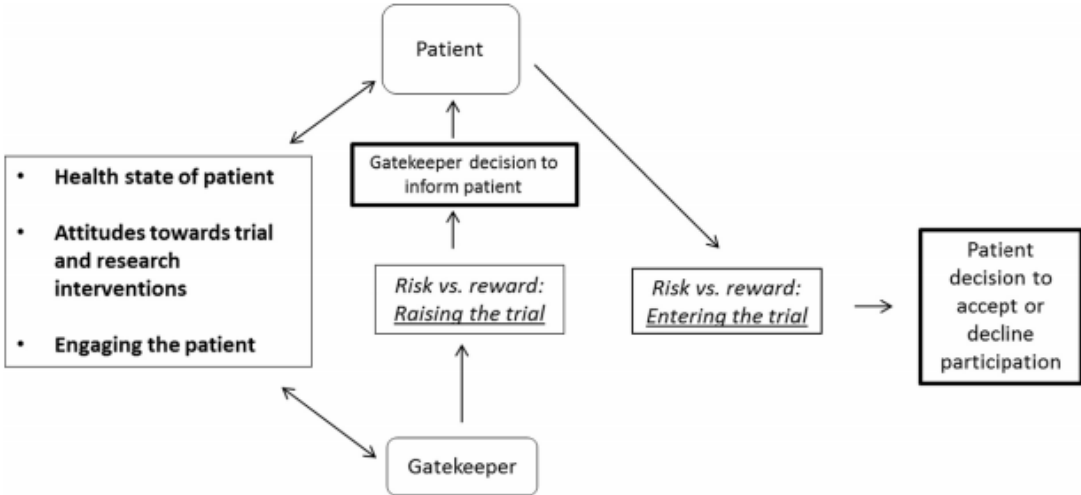 Patient
Gatekeeper decision to
inform patient
• Health state of patient
• Attitudes towards trial
and research
interventions
• Engaging the patient
Risk vs. reward:
Raising the trial
Risk vs. reward:
Entering the trial
Patient
decision to
accept or
decline
participation
Gatekeeper